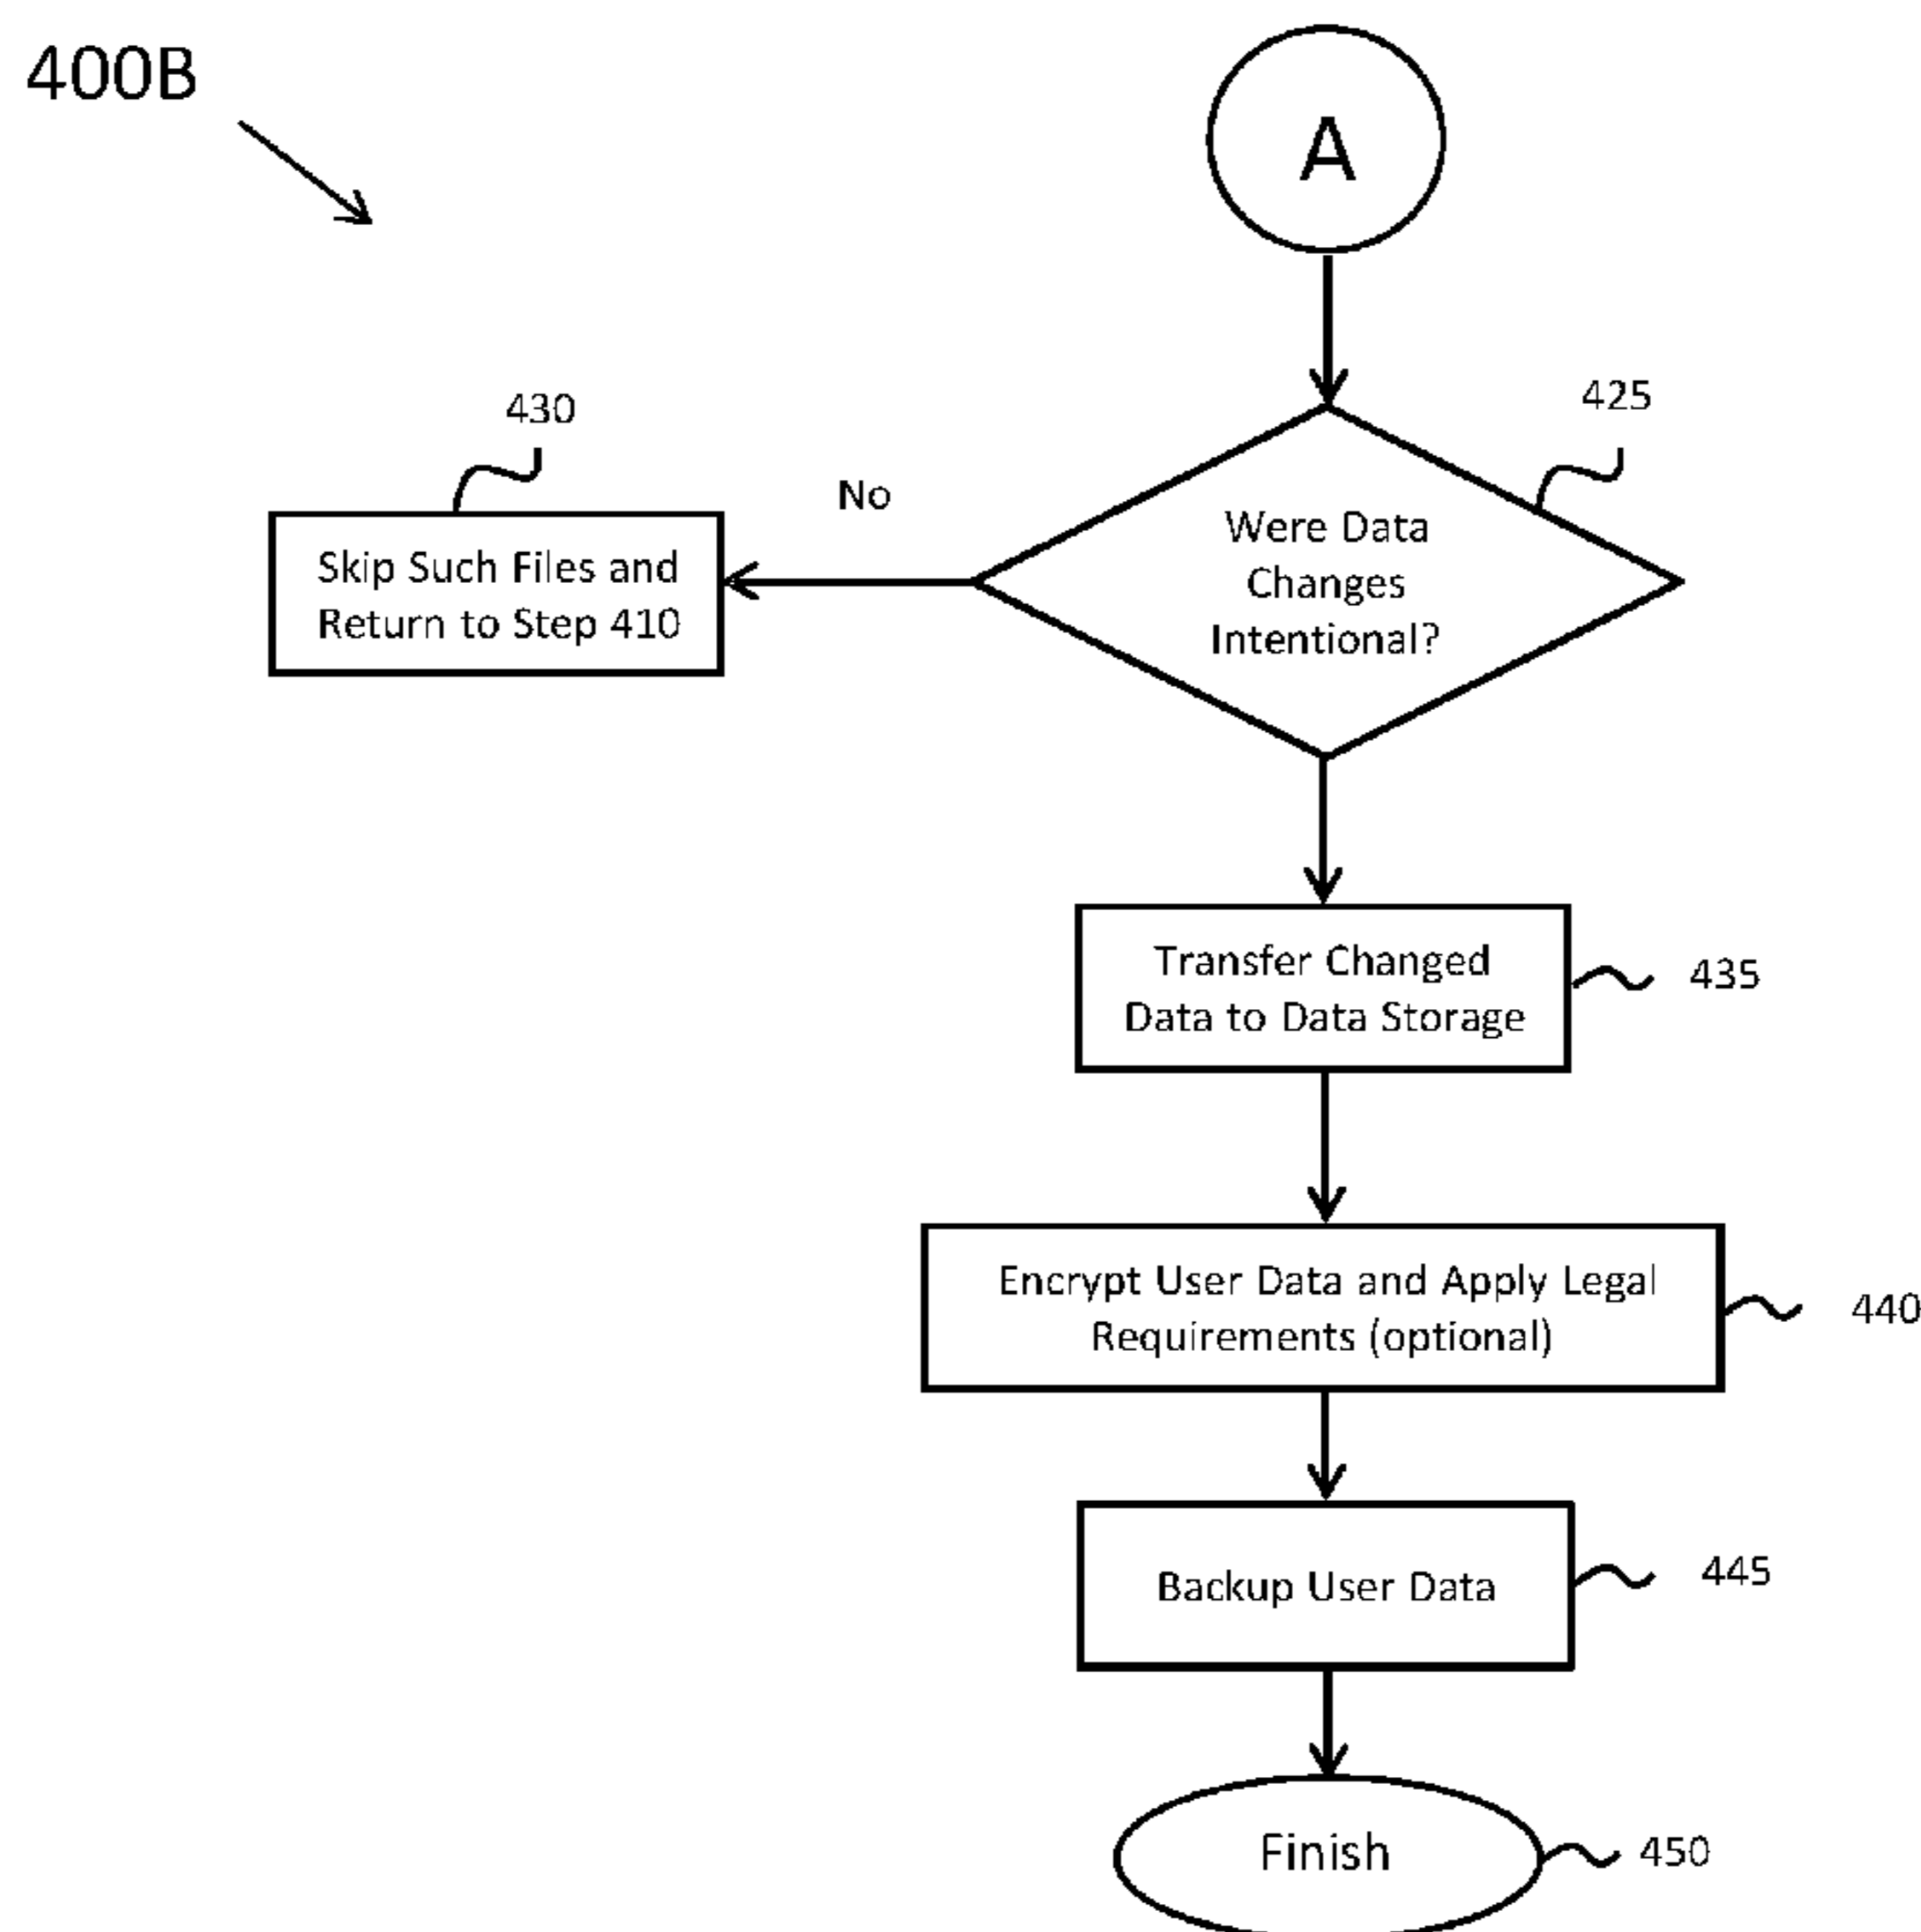 400B
A
430
425
No
Were Data
Changes
Intentional?
Skip Such Files and
Return to Step 410
Transfer Changed
Data to Data Storage
435
Encrypt User Data and Apply Legal
Requirements (optional)
440
Backup User Data
445
Finish
450